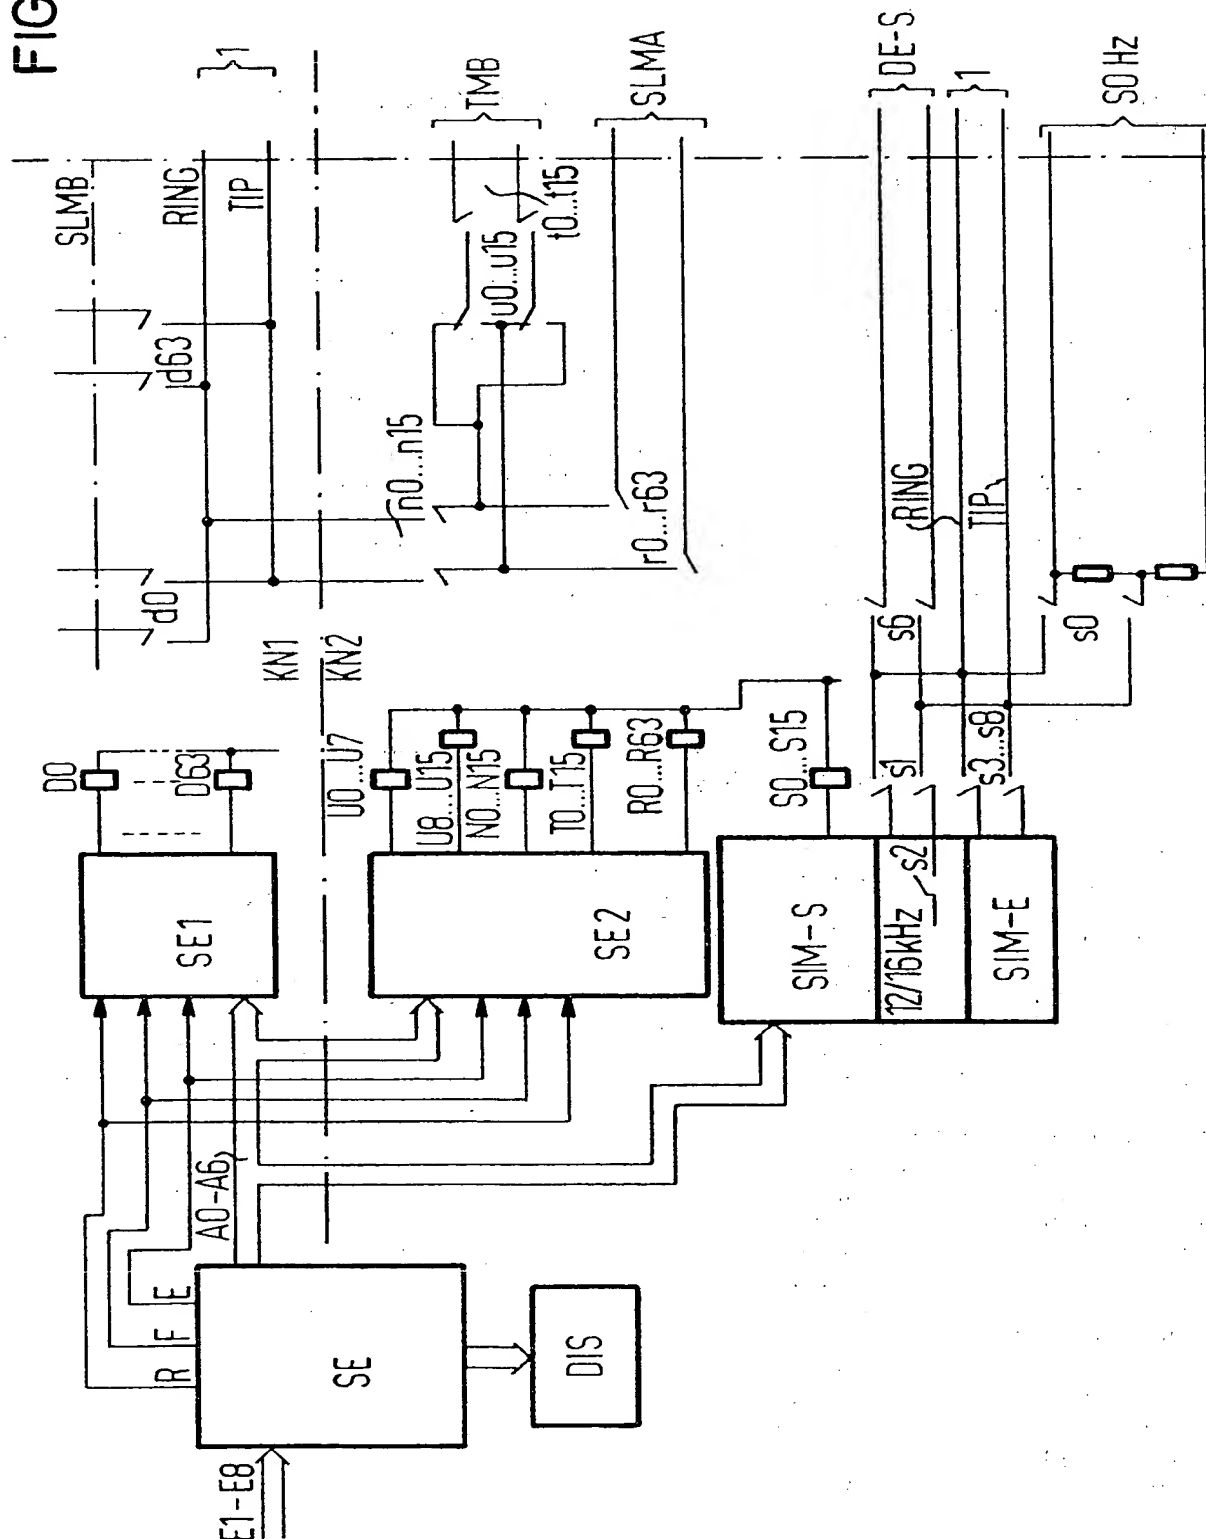 FIG
SLMB
RING
TIP
1
d0
d63
KN1
KN2
n0...n15
u0...u15
t0...t15
TMB
SLMA
r0...r63
D0
D63
SE1
U0...U7
U8...U15
N0...N15
T0...T15
R0...R63
SE2
S0...S15
SIM-S
12/16kHz
s2
SIM-E
s1
s3...s8
s6
s0
RING
TIP
DE-S
1
50Hz
A0-A6
R
F
E
SE
DIS
E1-E8